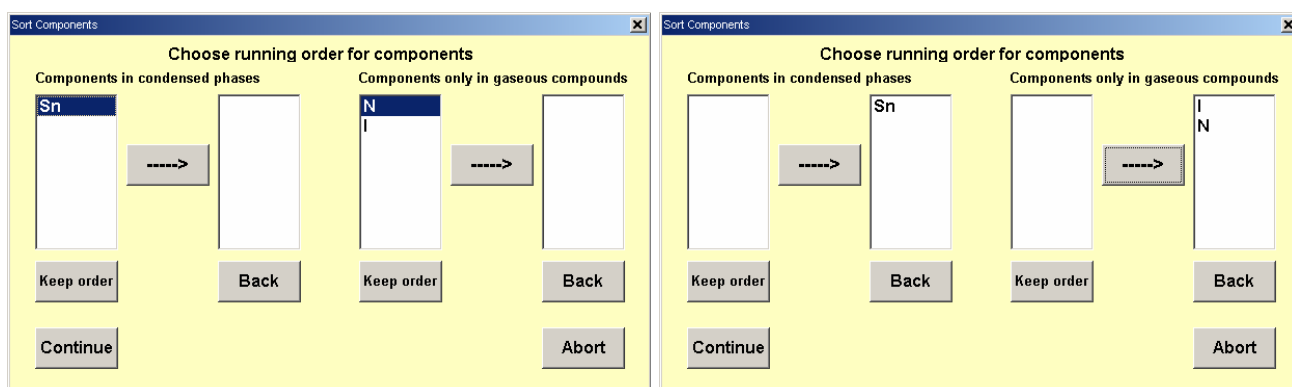 Sort Components
Choose running order for components
Components in condensed phases
Components only in gaseous compounds
Sn
N
I
----->
----->
Keep order
Back
Keep order
Back
Continue
Abort
Sort Components
Choose running order for components
Components in condensed phases
Components only in gaseous compounds
Sn
I
N
----->
----->
Keep order
Back
Keep order
Back
Continue
Abort